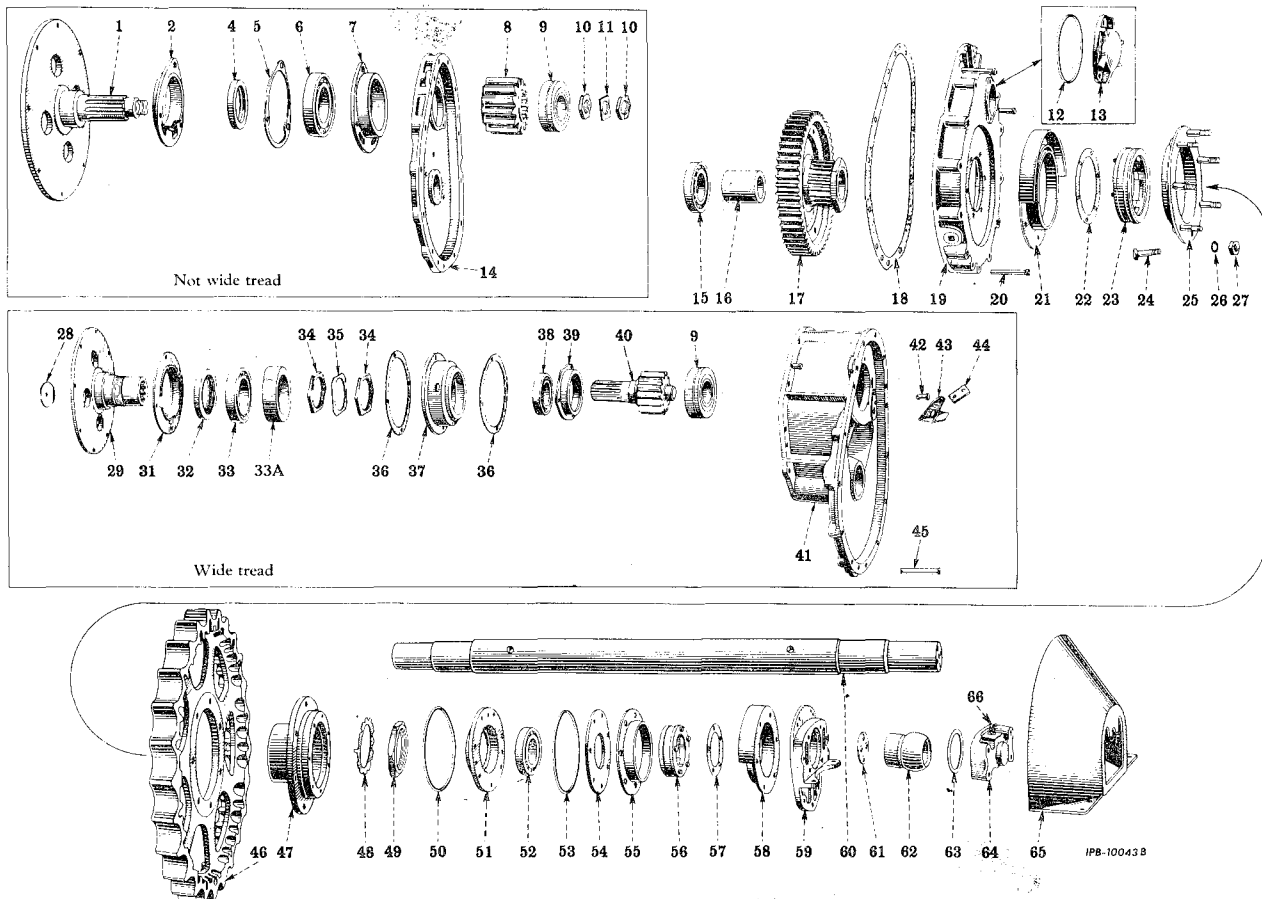 1 2 4 5 6 7 8 9 10 11 10
12 13
14
Not wide tread
15 16 17 18 19 20 21 22 23 24 25 26 27
28 34 35 34 38 39 40 9 42 43 44
29 31 32 33 33A 36 37 36
41 45
Wide tread
66
46 47 48 49 50 51 52 53 54 55 56 57 58 59 60 61 62 63 64 65
IPB-10043B